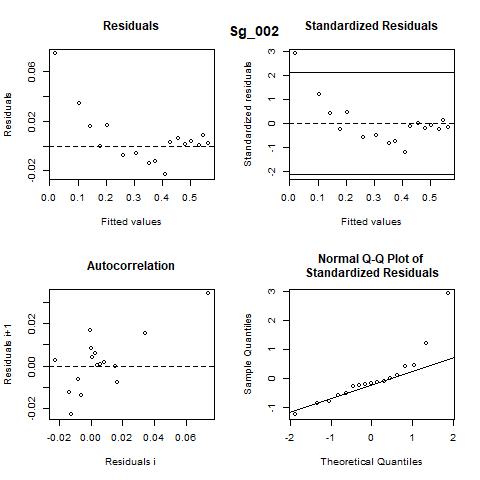 Sg_002
Residuals
Residuals
-0.02 0.02 0.06
0.0 0.1 0.2 0.3 0.4 0.5
Fitted values
Standardized Residuals
Standardized residuals
-2 -1 0 1 2 3
0.0 0.1 0.2 0.3 0.4 0.5
Fitted values
Autocorrelation
Residuals i+1
-0.02 0.00 0.02
-0.02 0.00 0.02 0.04 0.06
Residuals i
Normal Q-Q Plot of
Standardized Residuals
Sample Quantiles
-1 0 1 2 3
-2 -1 0 1 2
Theoretical Quantiles